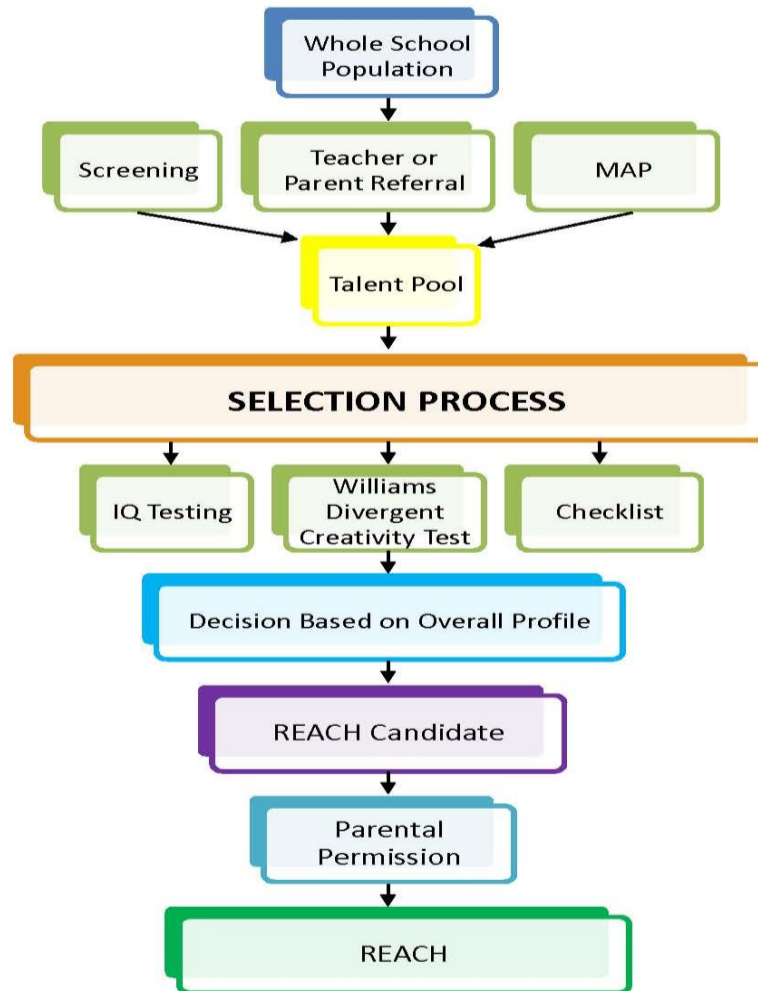 Whole School
Population
Screening
Teacher or
Parent Referral
MAP
Talent Pool
SELECTION PROCESS
IQ Testing
Williams
Divergent
Creativity Test
Checklist
Decision Based on Overall Profile
REACH Candidate
Parental
Permission
REACH